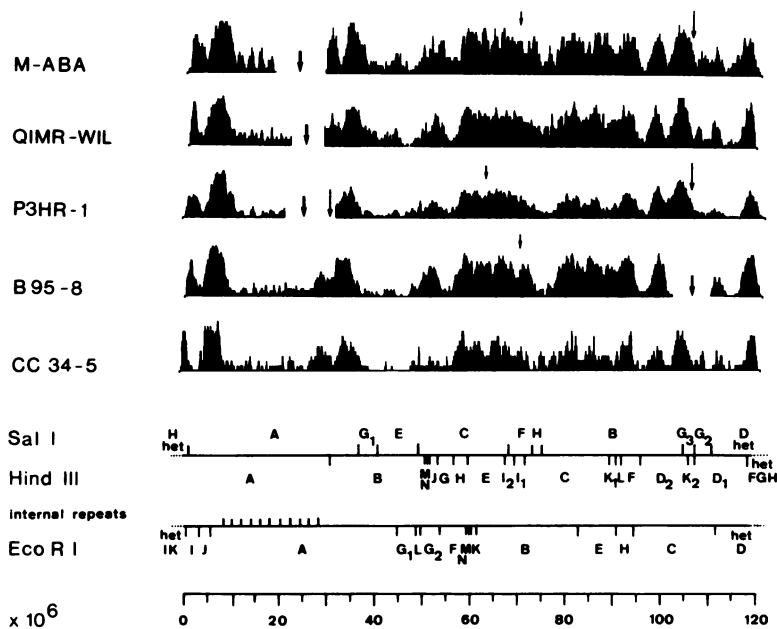 M-ABA
QIMR-WIL
P3HR-1
B95-8
CC 34-5
H A G1 E C F H B G3 G2 D
het het
Sal I
Hind III
A B M N J G H E I2 I1 C K1 L F D2 K2 D1 het FGH
internal repeats
het het
Eco R I
IK I J A G1 L G2 F M N K B E H C D
x 10^6
0 20 40 60 80 100 120